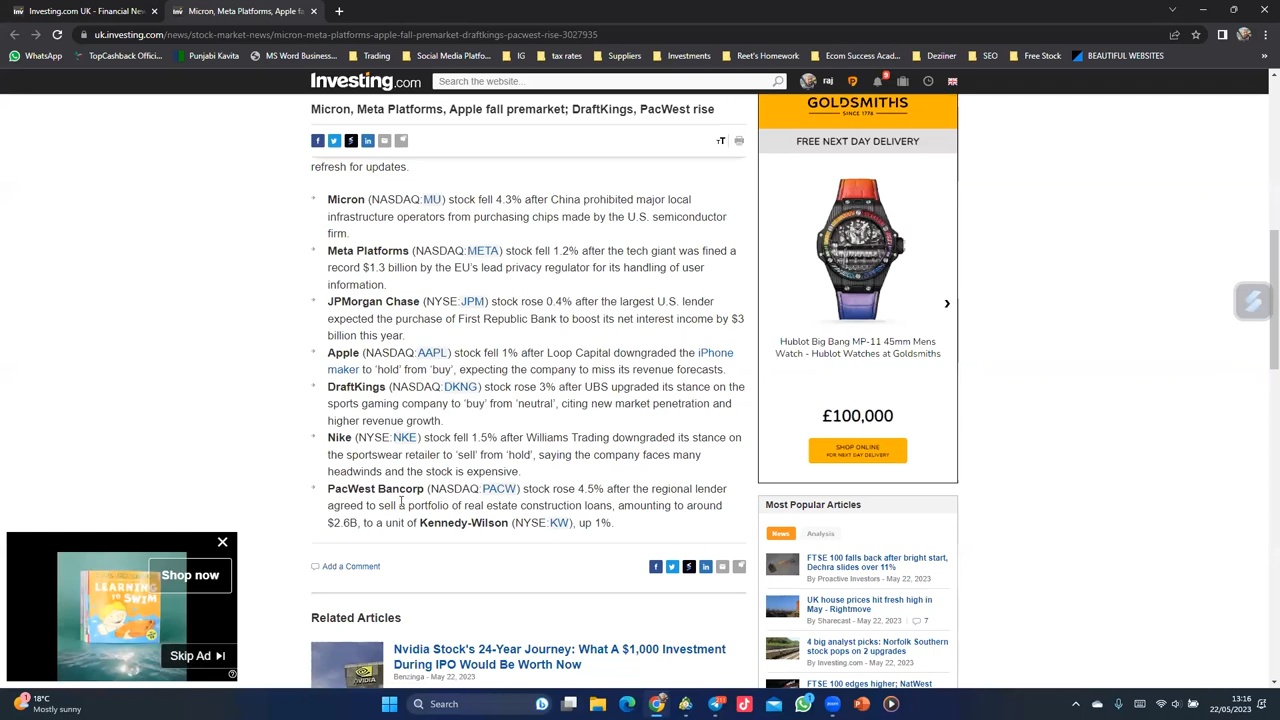 Inv Investing.com
Micron, Meta Platforms, Apple fa
uk.investing.com/news/stock-market-news/micron-meta-platforms-apple-fall-premarket-draftkings-pacwest-rise-3027935
WhatsApp TopCashback Offic... Punjabi Kavita MS Word Business... Trading IG Stocks Investments Reet's Homework Ecom Success Acad... Deziner SEO Free Stock BEAUTIFUL WEBSITES
Investing.com Search the website... raj 9
Micron, Meta Platforms, Apple fall premarket; DraftKings, PacWest rise
refresh for updates.
Micron (NASDAQ:MU) stock fell 4.3% after China prohibited major local
infrastructure operators from purchasing chips made by the U.S. semiconductor
firm.
Meta Platforms (NASDAQ:META) stock fell 1.2% after the tech giant was fined a
record $1.3 billion by the EU's lead privacy regulator for its handling of user
information.
JPMorgan Chase (NYSE:JPM) stock rose 0.4% after the largest U.S. lender
expected the purchase of First Republic Bank to boost its net interest income by $3
billion this year.
Apple (NASDAQ:AAPL) stock fell 1% after Loop Capital downgraded the iPhone
maker to 'hold' from 'buy', expecting the company to miss its revenue forecasts.
DraftKings (NASDAQ:DKNG) stock rose 3% after UBS upgraded its stance on the
sports gaming company to 'buy' from 'neutral', citing new market penetration and
higher revenue growth.
Nike (NYSE:NKE) stock fell 1.5% after Williams Trading downgraded its stance on
the sportswear retailer to 'sell' from 'hold', saying the company faces many
headwinds and the stock is expensive.
PacWest Bancorp (NASDAQ:PACW) stock rose 4.5% after the regional lender
agreed to sell a portfolio of real estate construction loans, amounting to around
$2.6B, to a unit of Kennedy-Wilson (NYSE:KW), up 1%.
Add a Comment
Related Articles
Nvidia Stock's 24-Year Journey: What A $1,000 Investment
During IPO Would Be Worth Now
Benzinga - May 22, 2023
GOLDSMITHS
SINCE 1778
FREE NEXT DAY DELIVERY
Hublot Big Bang MP-11 45mm Mens
Watch - Hublot Watches at Goldsmiths
£100,000
SHOP ONLINE
FOR NEXT DAY DELIVERY
Most Popular Articles
News Analysis
FTSE 100 falls back after bright start,
Dechra slides over 11%
By Proactive Investors - May 22, 2023
UK house prices hit fresh high in
May - Rightmove
By Sharecast - May 22, 2023 7
4 big analyst picks: Norfolk Southern
stock pops on 2 upgrades
By Investing.com - May 22, 2023
FTSE 100 edges higher; NatWest
Shop now
LEARNING
TO SWIM
Skip Ad
18°C
Mostly sunny
Search
13:16
22/05/2023